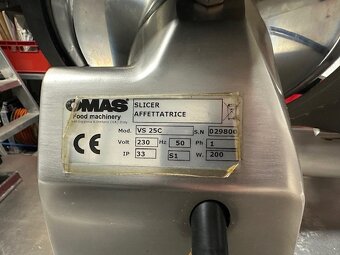 OMAS SLICER
Food machinery AFFETTATRICE
Mod. VS 25C S.N 029800
CE Volt 230 Hz 50 Ph 1
IP 33 S1 W. 200